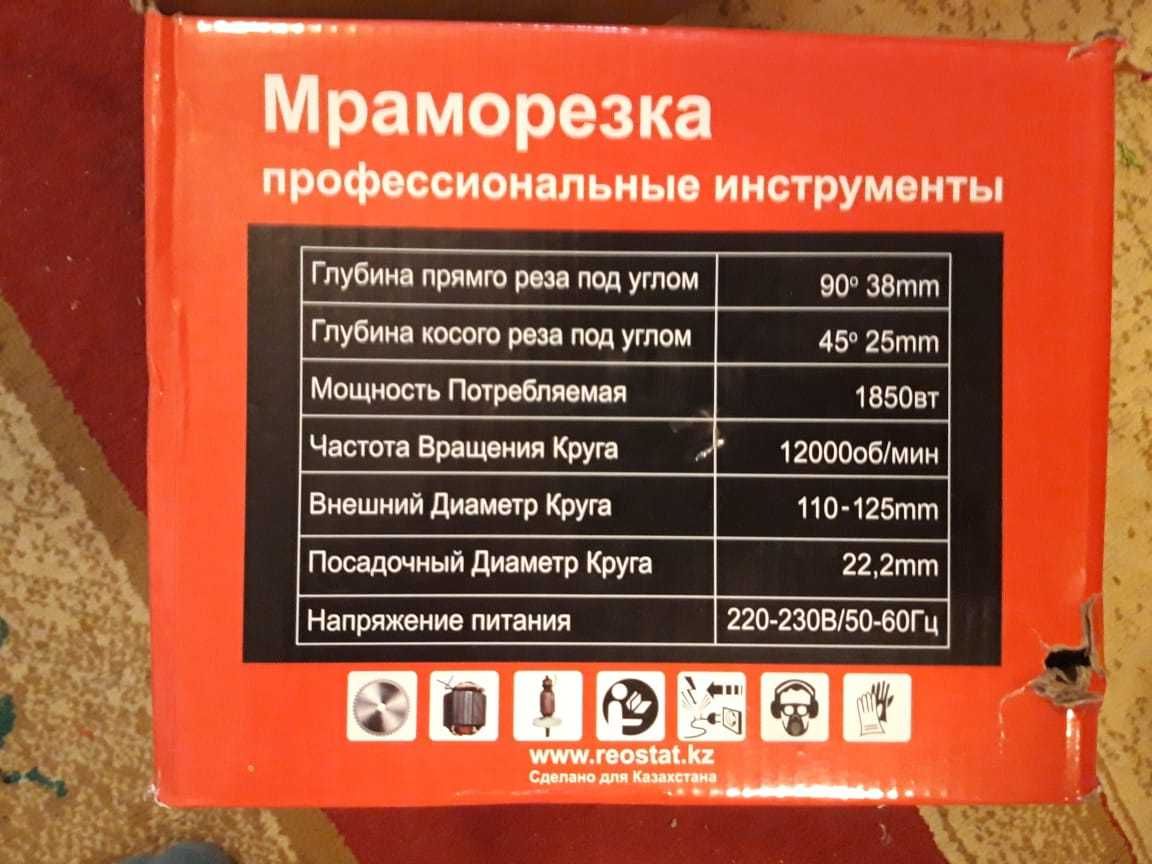 Мраморезка
профессиональные инструменты
Глубина прямго реза под углом 90º 38mm
Глубина косого реза под углом 45º 25mm
Мощность Потребляемая 1850вт
Частота Вращения Круга 12000об/мин
Внешний Диаметр Круга 110-125mm
Посадочный Диаметр Круга 22,2mm
Напряжение питания 220-230В/50-60Гц
www.reostat.kz
Сделано для Казахстана